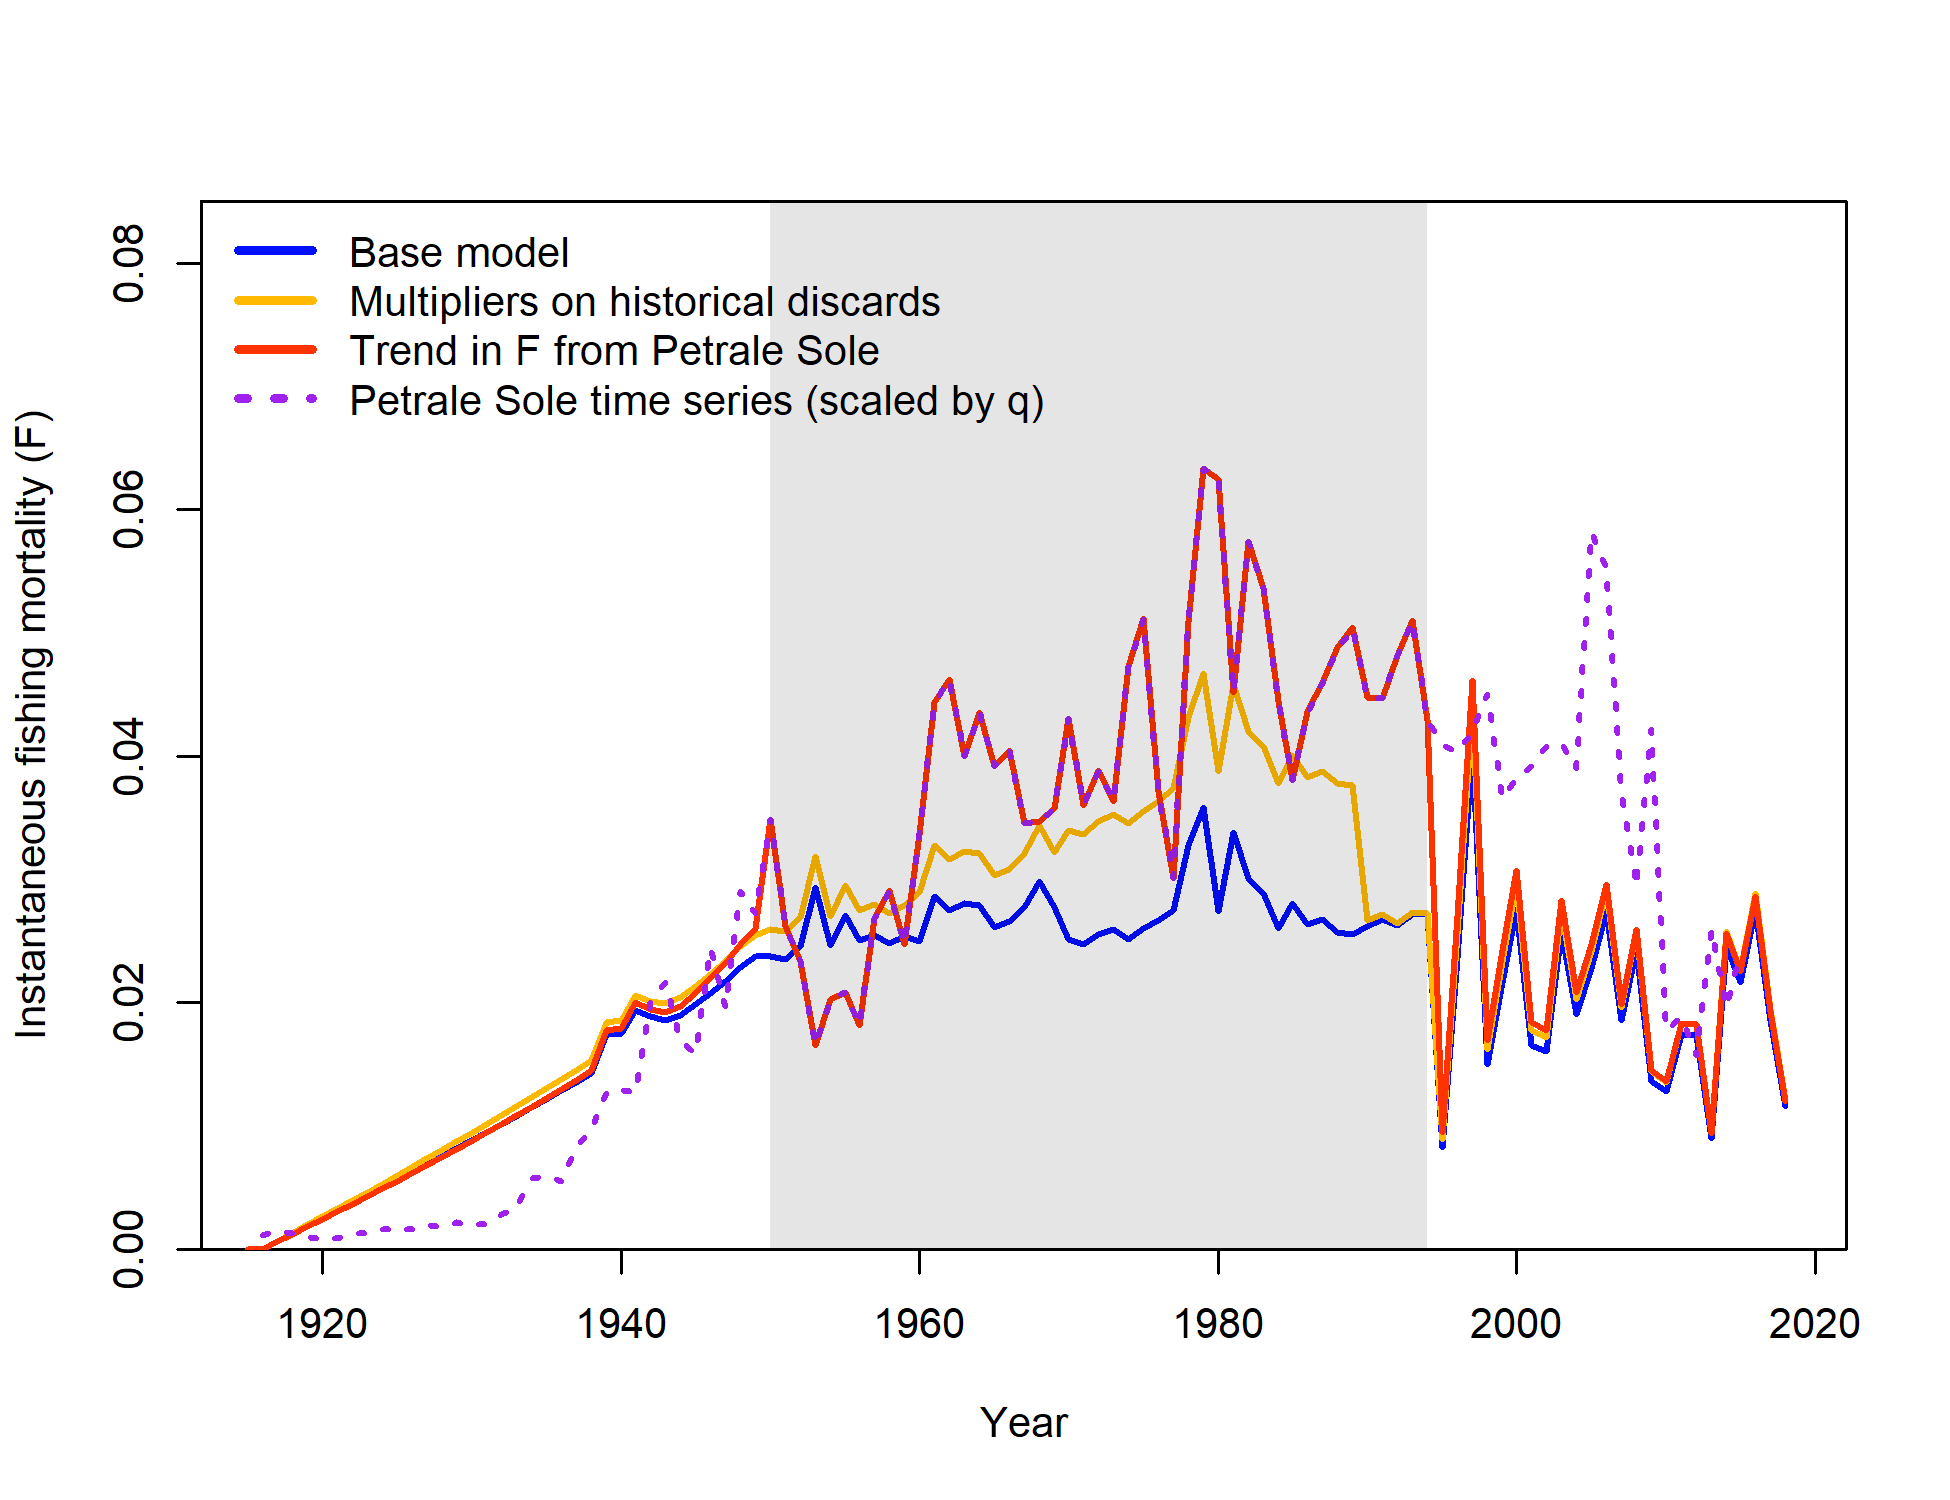 Base model
Multipliers on historical discards
Trend in F from Petrale Sole
Petrale Sole time series (scaled by q)
Instantaneous fishing mortality (F)
0.08
0.06
0.04
0.02
0.00
1920 1940 1960 1980 2000 2020
Year